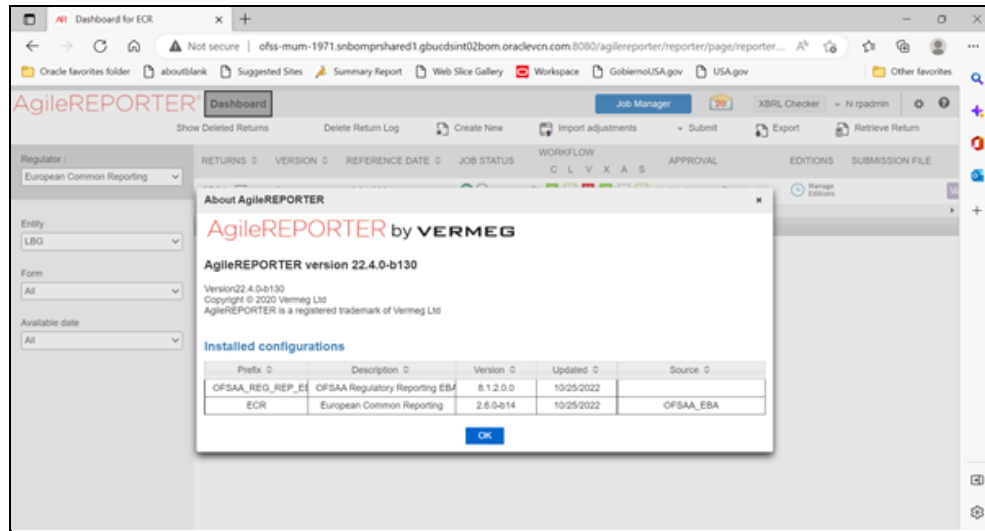 Dashboard for ECR
Not secure | ofss-mum-1971.snbomprshared1.gbucdsint02bom.oraclevcn.com:8080/agilereporter/reporter/page/reporter...
Oracle favorites folder aboutblank Suggested Sites Summary Report Web Slice Gallery Workspace GobiernoUSA.gov USA.gov Other favorites
AgileREPORTER Dashboard Job Manager 20 XBRL Checker hi rpadmin
Show Deleted Returns Delete Return Log Create New Import adjustments Submit Export Retrieve Return
Regulator :
European Common Reporting
RETURNS VERSION REFERENCE DATE JOB STATUS WORKFLOW APPROVAL EDITIONS SUBMISSION FILE
C L V X A S
Manage Editions
Entity
LBG
Form
All
Available date
All
About AgileREPORTER
AgileREPORTER by VERMEG
AgileREPORTER version 22.4.0-b130
Version22.4.0-b130
Copyright © 2020 Vermeg Ltd
AgileREPORTER is a registered trademark of Vermeg Ltd
Installed configurations
Prefix Description Version Updated Source
OFSAA_REG_REP_EB OFSAA Regulatory Reporting EBA 8.1.2.0.0 10/25/2022
ECR European Common Reporting 2.6.0-b14 10/25/2022 OFSAA_EBA
OK